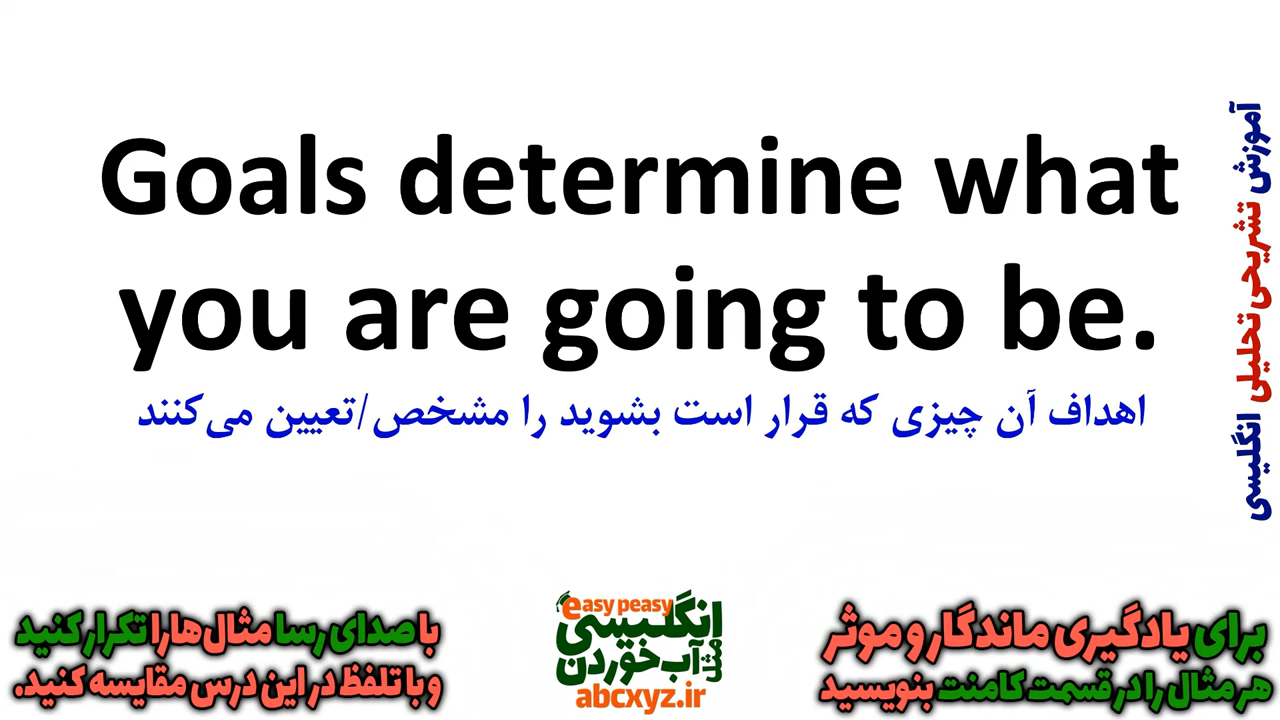 Goals determine what
you are going to be.
اهداف آن چیزی که قرار است بشوید را مشخص/تعیین می‌کنند
آموزش تشریحی تحلیلی انگلیسی
برای یادگیری ماندگار و موثر
هر مثال را در قسمت کامنت بنویسید
easy peasy
انگلیسی
مثل آب خوردن
abcxyz.ir
با صدای رسا مثال‌ها را تکرار کنید
و با تلفظ در این درس مقایسه کنید.